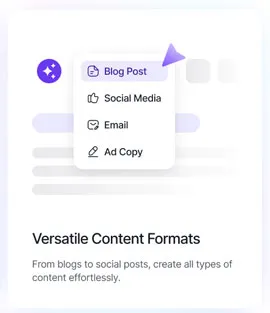 Blog Post
Social Media
Email
Ad Copy
Versatile Content Formats
From blogs to social posts, create all types of
content effortlessly.